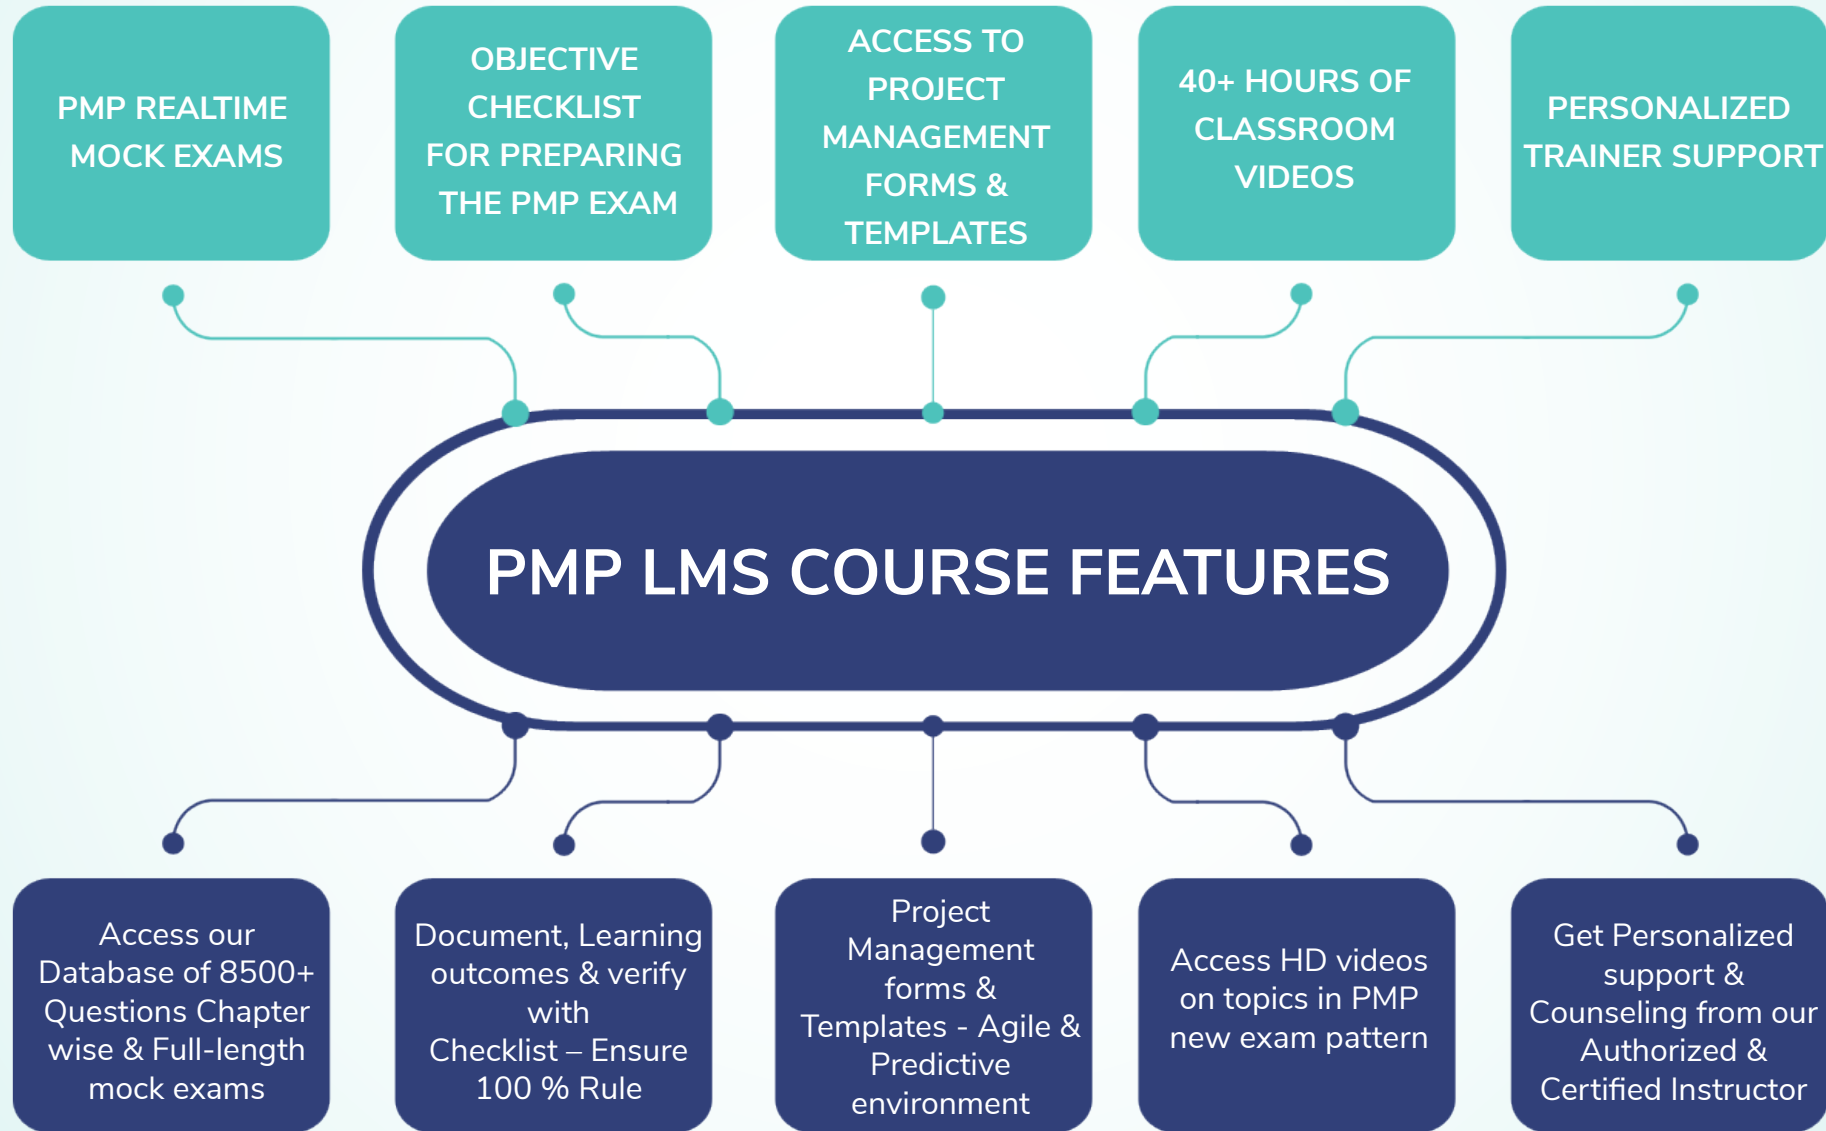 PMP REALTIME
MOCK EXAMS
OBJECTIVE
CHECKLIST
FOR PREPARING
THE PMP EXAM
ACCESS TO
PROJECT
MANAGEMENT
FORMS &
TEMPLATES
40+ HOURS OF
CLASSROOM
VIDEOS
PERSONALIZED
TRAINER SUPPORT
PMP LMS COURSE FEATURES
Access our
Database of 8500+
Questions Chapter
wise & Full-length
mock exams
Document, Learning
outcomes & verify
with
Checklist – Ensure
100 % Rule
Project
Management
forms &
Templates - Agile &
Predictive
environment
Access HD videos
on topics in PMP
new exam pattern
Get Personalized
support &
Counseling from our
Authorized &
Certified Instructor